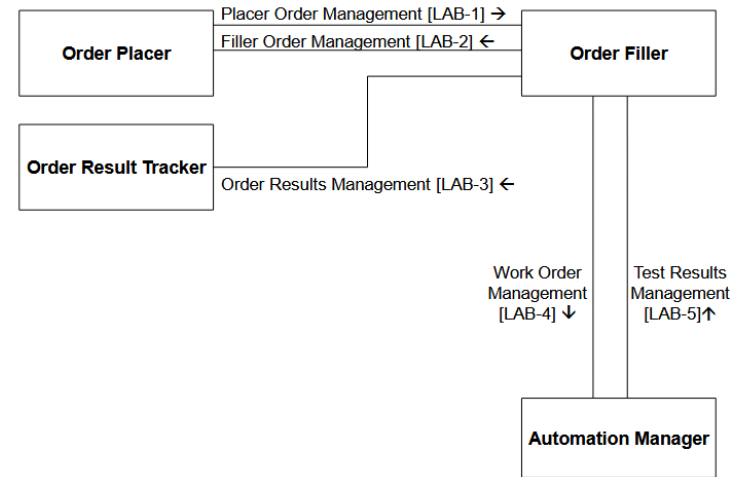 Placer Order Management [LAB-1] →
Order Placer
Filler Order Management [LAB-2] ←
Order Filler
Order Result Tracker
Order Results Management [LAB-3] ←
Work Order
Management
[LAB-4] ↓
Test Results
Management
[LAB-5]↑
Automation Manager